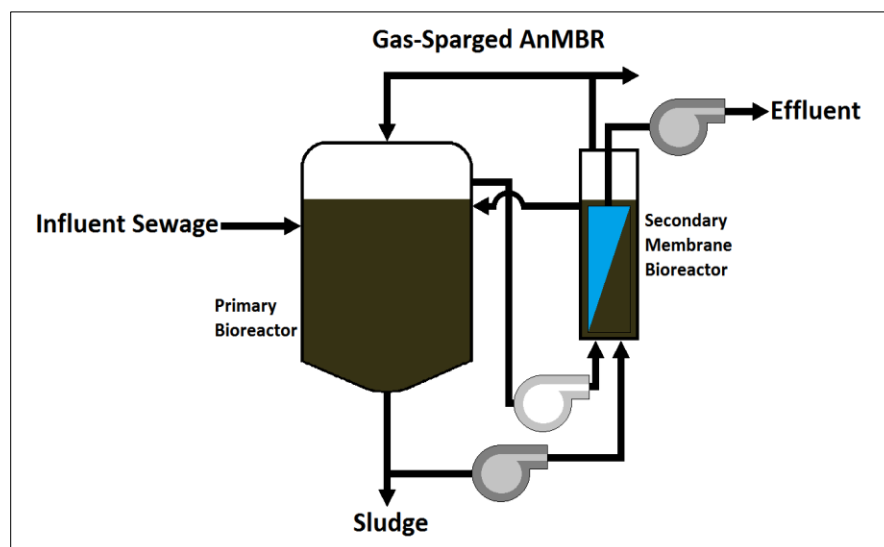 Gas-Sparged AnMBR
Effluent
Influent Sewage
Secondary
Membrane
Bioreactor
Primary
Bioreactor
Sludge